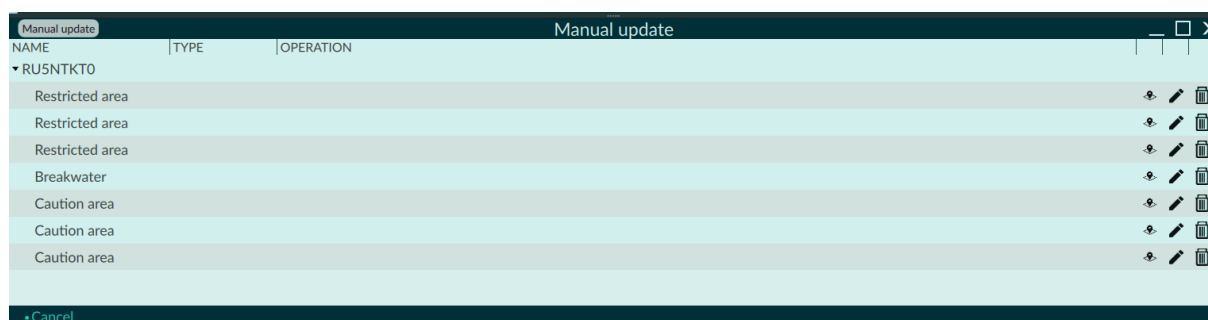 Manual update Manual update
NAME TYPE OPERATION
RU5NTKT0
Restricted area
Restricted area
Restricted area
Breakwater
Caution area
Caution area
Caution area
Cancel